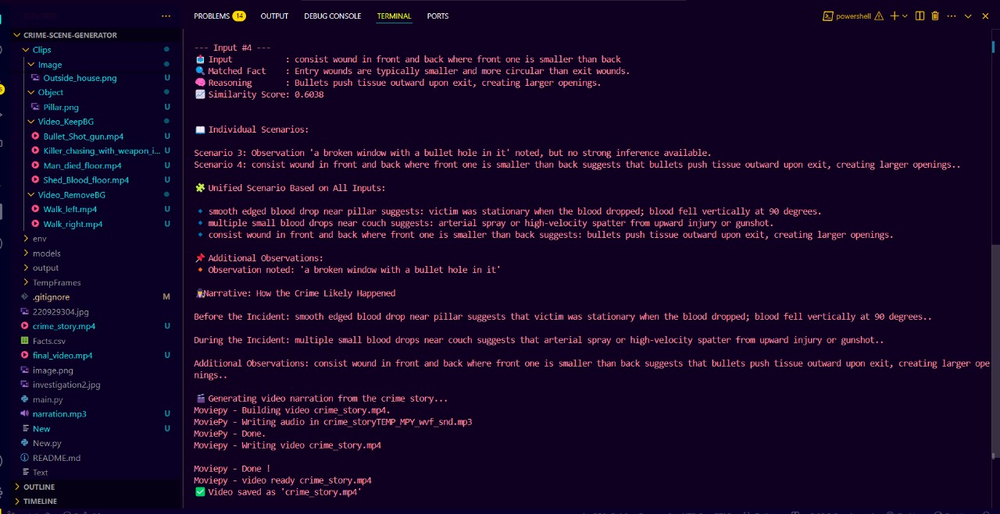 PROBLEMS 14 OUTPUT DEBUG CONSOLE TERMINAL PORTS powershell
CRIME-SCENE-GENERATOR
Clips
Image
Outside_house.png U
Object
Pillar.png U
Video_KeepBG
Bullet_Shot_gun.mp4 U
Killer_chasing_with_weapon_i... U
Man_died_floor.mp4 U
Shed_Blood_floor.mp4 U
Video_RemoveBG
Walk_left.mp4 U
Walk_right.mp4 U
env
models
output
TempFrames
.gitignore M
220929304.jpg
crime_story.mp4 U
Facts.csv
final_video.mp4 U
image.png
investigation2.jpg
main.py
narration.mp3 U
New U
New.py
README.md
Text
OUTLINE
TIMELINE
--- Input #4 ---
Input : consist wound in front and back where front one is smaller than back
Matched Fact : Entry wounds are typically smaller and more circular than exit wounds.
Reasoning : Bullets push tissue outward upon exit, creating larger openings.
Similarity Score: 0.6038
Individual Scenarios:
Scenario 3: Observation 'a broken window with a bullet hole in it' noted, but no strong inference available.
Scenario 4: consist wound in front and back where front one is smaller than back suggests that bullets push tissue outward upon exit, creating larger openings..
Unified Scenario Based on All Inputs:
smooth edged blood drop near pillar suggests: victim was stationary when the blood dropped; blood fell vertically at 90 degrees.
multiple small blood drops near couch suggests: arterial spray or high-velocity spatter from upward injury or gunshot.
consist wound in front and back where front one is smaller than back suggests: bullets push tissue outward upon exit, creating larger openings.
Additional Observations:
Observation noted: 'a broken window with a bullet hole in it'
Narrative: How the Crime Likely Happened
Before the Incident: smooth edged blood drop near pillar suggests that victim was stationary when the blood dropped; blood fell vertically at 90 degrees..
During the Incident: multiple small blood drops near couch suggests that arterial spray or high-velocity spatter from upward injury or gunshot..
Additional Observations: consist wound in front and back where front one is smaller than back suggests that bullets push tissue outward upon exit, creating larger ope
nings..
Generating video narration from the crime story...
Moviepy - Building video crime_story.mp4.
MoviePy - Writing audio in crime_storyTEMP_MPY_wvf_snd.mp3
MoviePy - Done.
Moviepy - Writing video crime_story.mp4
Moviepy - Done !
Moviepy - video ready crime_story.mp4
Video saved as 'crime_story.mp4'